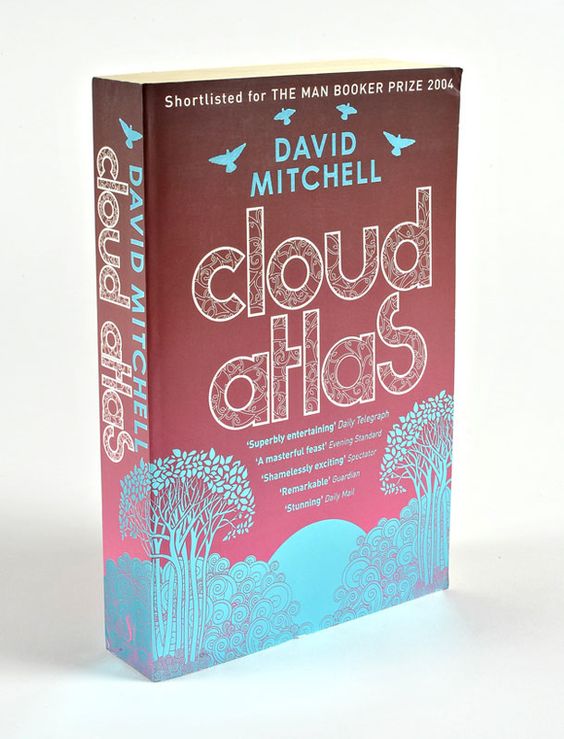 Shortlisted for THE MAN BOOKER PRIZE 2004
DAVID
MITCHELL
cloud
atlas
'Superbly entertaining' Daily Telegraph
'A masterful feast' Evening Standard
'Shamelessly exciting' Spectator
'Remarkable' Guardian
'Stunning' Daily Mail
DAVID MITCHELL
cloud atlas